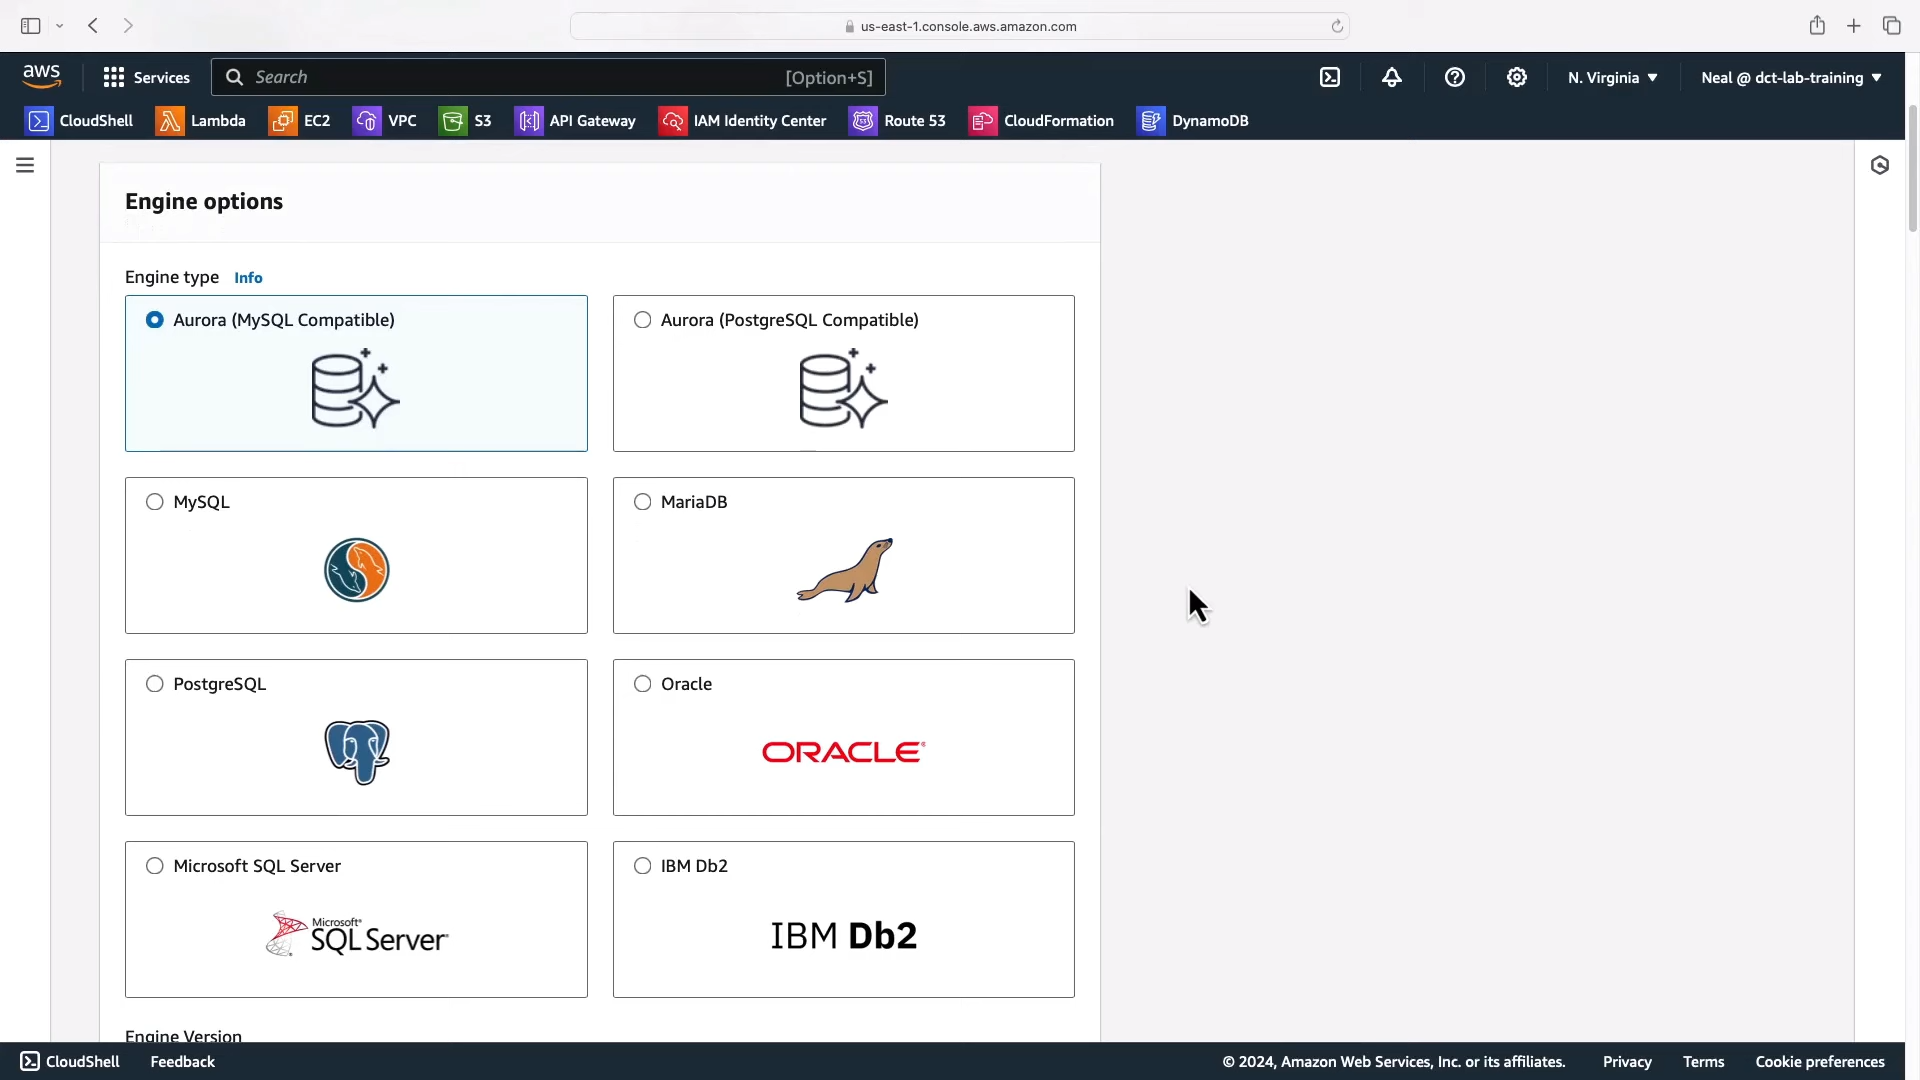 us-east-1.console.aws.amazon.com
aws
Services
Search
[Option+S]
N. Virginia
Neal @ dct-lab-training
CloudShell
Lambda
EC2
VPC
S3
API Gateway
IAM Identity Center
Route 53
CloudFormation
DynamoDB
Engine options
Engine type Info
Aurora (MySQL Compatible)
Aurora (PostgreSQL Compatible)
MySQL
MariaDB
PostgreSQL
Oracle
ORACLE®
Microsoft SQL Server
Microsoft®
SQL Server
IBM Db2
IBM Db2
Engine Version
CloudShell
Feedback
© 2024, Amazon Web Services, Inc. or its affiliates.
Privacy
Terms
Cookie preferences